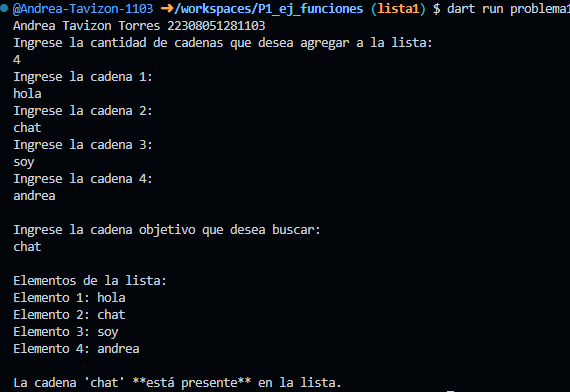 @Andrea-Tavizon-1103 ➜/workspaces/P1_ej_funciones (lista1) $ dart run problema1
Andrea Tavizon Torres 22308051281103
Ingrese la cantidad de cadenas que desea agregar a la lista:
4
Ingrese la cadena 1:
hola
Ingrese la cadena 2:
chat
Ingrese la cadena 3:
soy
Ingrese la cadena 4:
andrea
Ingrese la cadena objetivo que desea buscar:
chat
Elementos de la lista:
Elemento 1: hola
Elemento 2: chat
Elemento 3: soy
Elemento 4: andrea
La cadena 'chat' **está presente** en la lista.